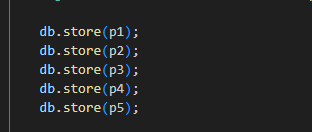 db.store(p1);
db.store(p2);
db.store(p3);
db.store(p4);
db.store(p5);